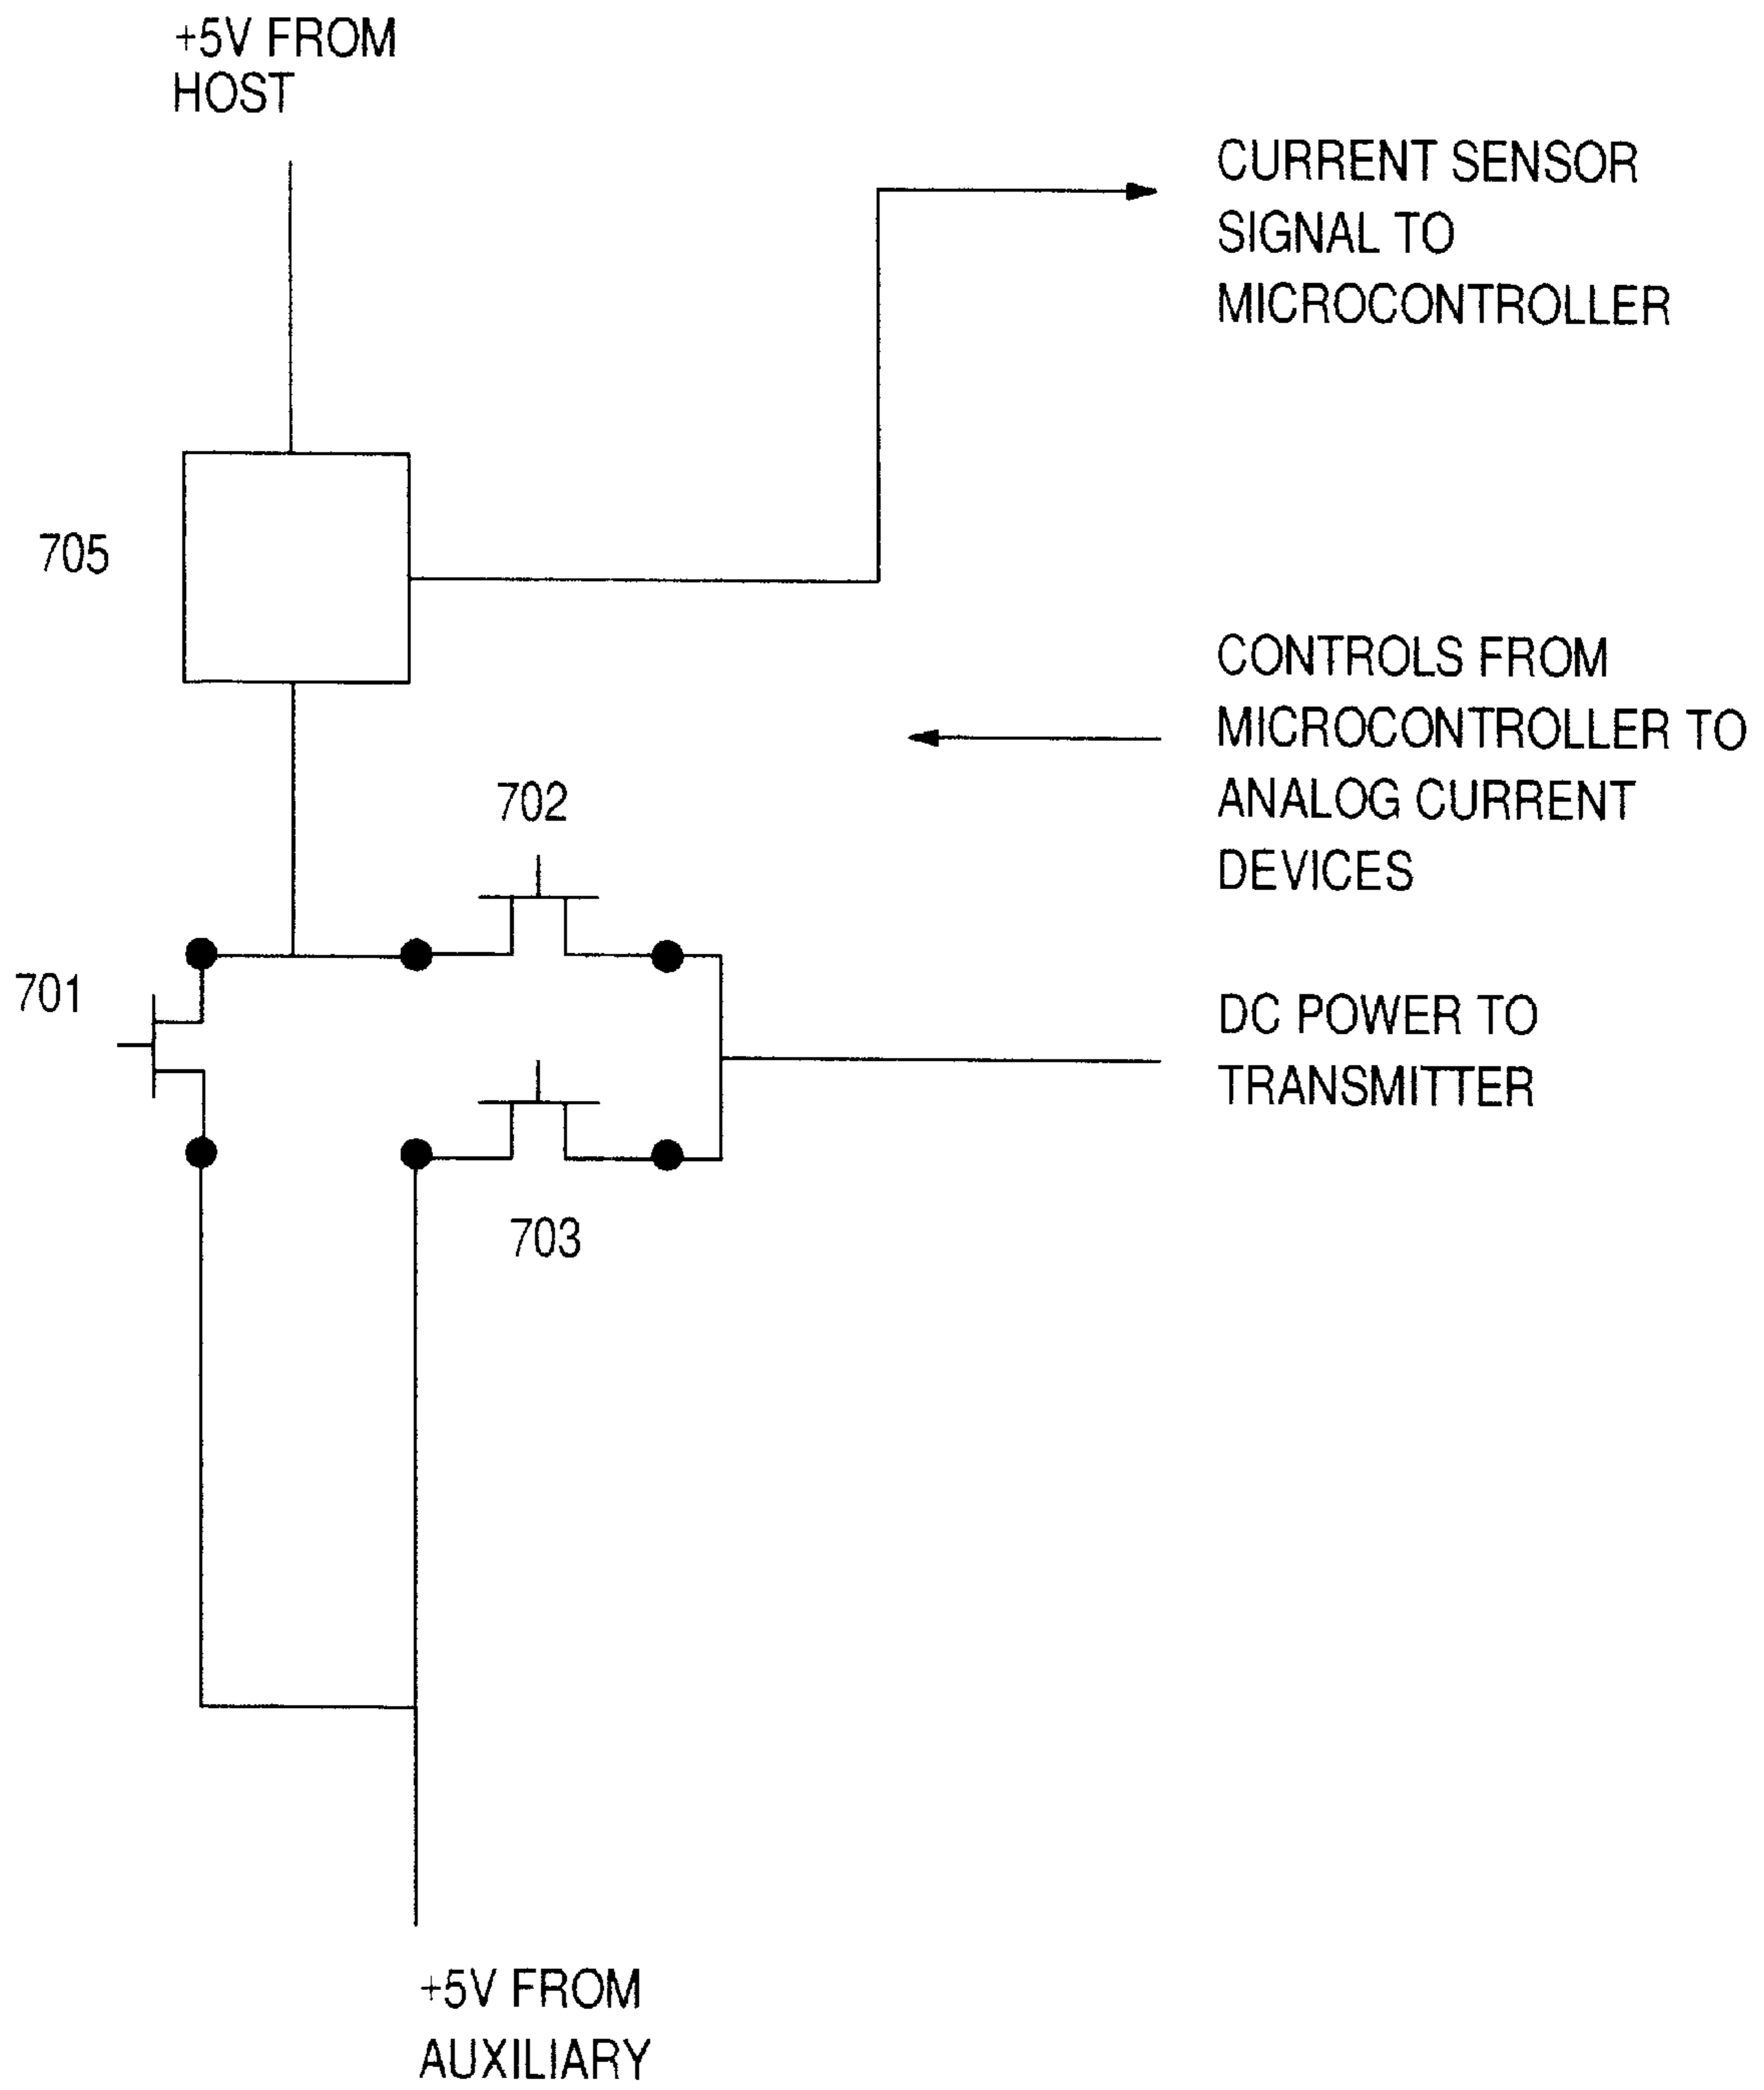 +5V FROM
HOST
CURRENT SENSOR
SIGNAL TO
MICROCONTROLLER
705
CONTROLS FROM
MICROCONTROLLER TO
ANALOG CURRENT
DEVICES
702
701
DC POWER TO
TRANSMITTER
703
+5V FROM
AUXILIARY